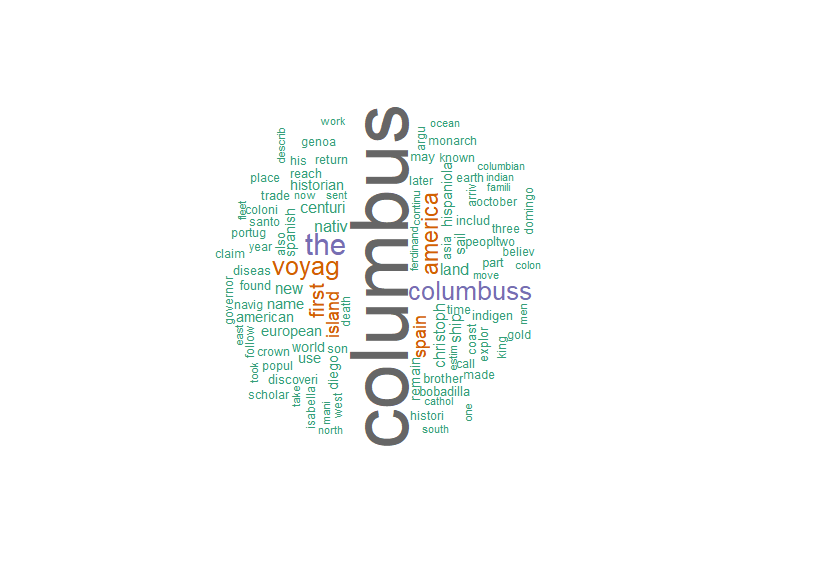 columbus
columbuss
the
voyag
america
first
island
spain
work
describ
genoa
his
return
place
reach
historian
trade
now
sent
fleet
coloni
centuri
santo
spanish
nativ
portug
also
year
claim
diseas
found
new
governor
navig
name
american
death
east
follow
european
crown
world
son
use
took
popul
diego
discoveri
scholar
take
isabella
mani
west
north
ocean
argu
monarch
may
known
columbian
later
hispaniola
earth
indian
arriv
famili
continu
october
domingo
includ
three
ferdinand
asia
sail
peopl
two
believ
land
part
colon
move
time
indigen
men
christoph
ship
coast
explor
king
gold
estim
call
remain
brother
made
bobadilla
cathol
one
histori
south